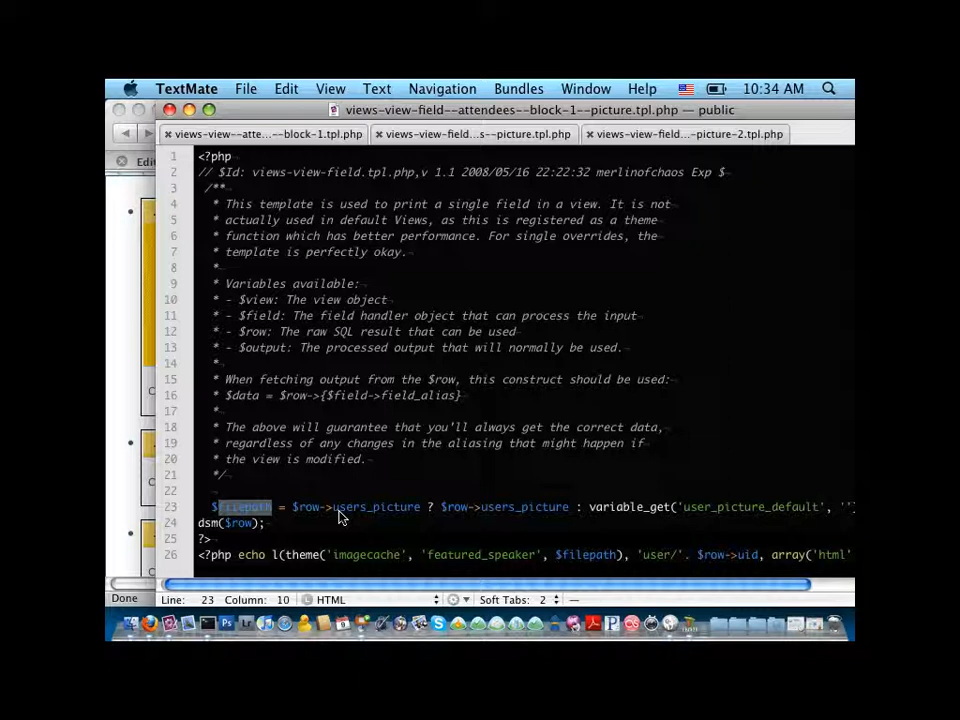 TextMate File Edit View Text Navigation Bundles Window Help 10:34 AM
views-view-field--attendees--block-1--picture.tpl.php — public
views-view--atte...--block-1.tpl.php views-view-field...s--picture.tpl.php views-view-field...-picture-2.tpl.php
Edi
1 <?php
2 // $Id: views-view-field.tpl.php,v 1.1 2008/05/16 22:22:32 merlinofchaos Exp $
3 /**
4 * This template is used to print a single field in a view. It is not
5 * actually used in default Views, as this is registered as a theme
6 * function which has better performance. For single overrides, the
7 * template is perfectly okay.
8 *
9 * Variables available:
10 * - $view: The view object
11 * - $field: The field handler object that can process the input
12 * - $row: The raw SQL result that can be used
13 * - $output: The processed output that will normally be used.
14 *
15 * When fetching output from the $row, this construct should be used:
16 * $data = $row->{$field->field_alias}
17 *
18 * The above will guarantee that you'll always get the correct data,
19 * regardless of any changes in the aliasing that might happen if
20 * the view is modified.
21 */
22
23 $filepath = $row->users_picture ? $row->users_picture : variable_get('user_picture_default', '')
24 dsm($row);
25 ?>
26 <?php echo l(theme('imagecache', 'featured_speaker', $filepath), 'user/'. $row->uid, array('html'
Done
Line: 23 Column: 10 HTML Soft Tabs: 2 —